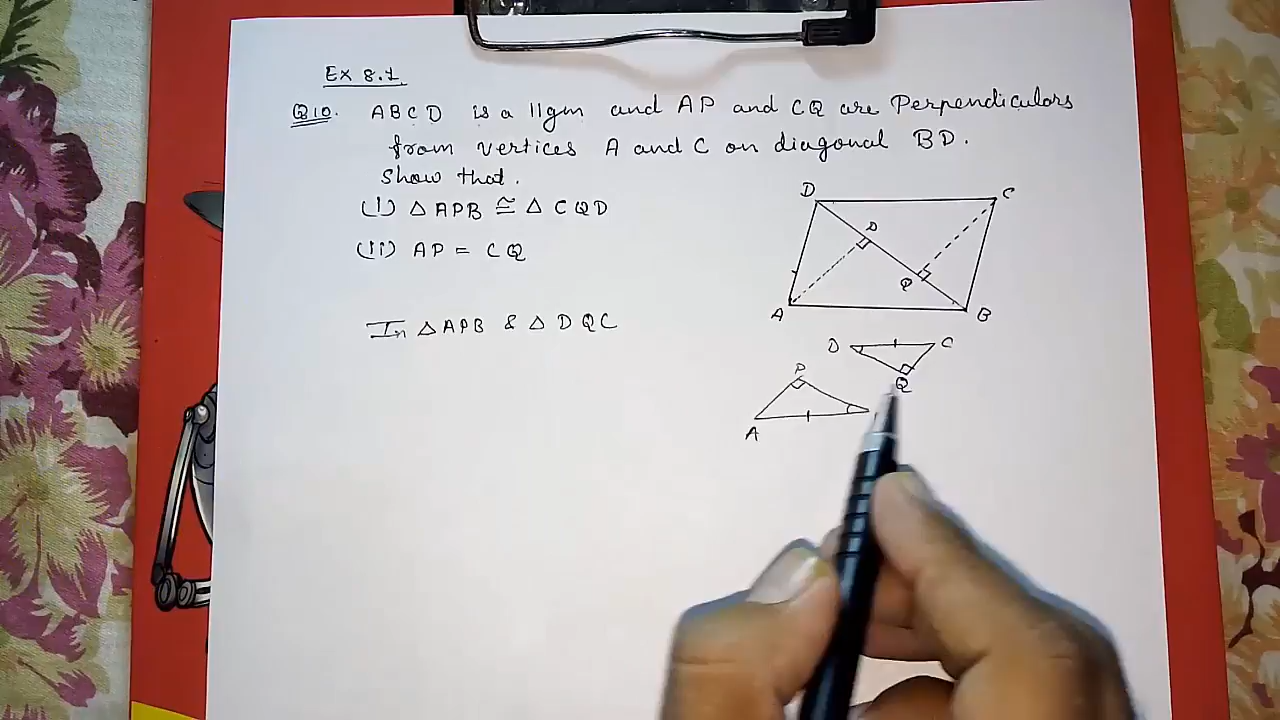 Ex 8.1
Q10. ABCD is a ||gm and AP and CQ are Perpendiculars
from vertices A and C on diagonal BD.
Show that.
(i) △ APB ≅ △ CQD
(ii) AP = CQ
D C
P
Q
A B
In △APB & △ DQC
D C
P Q
A